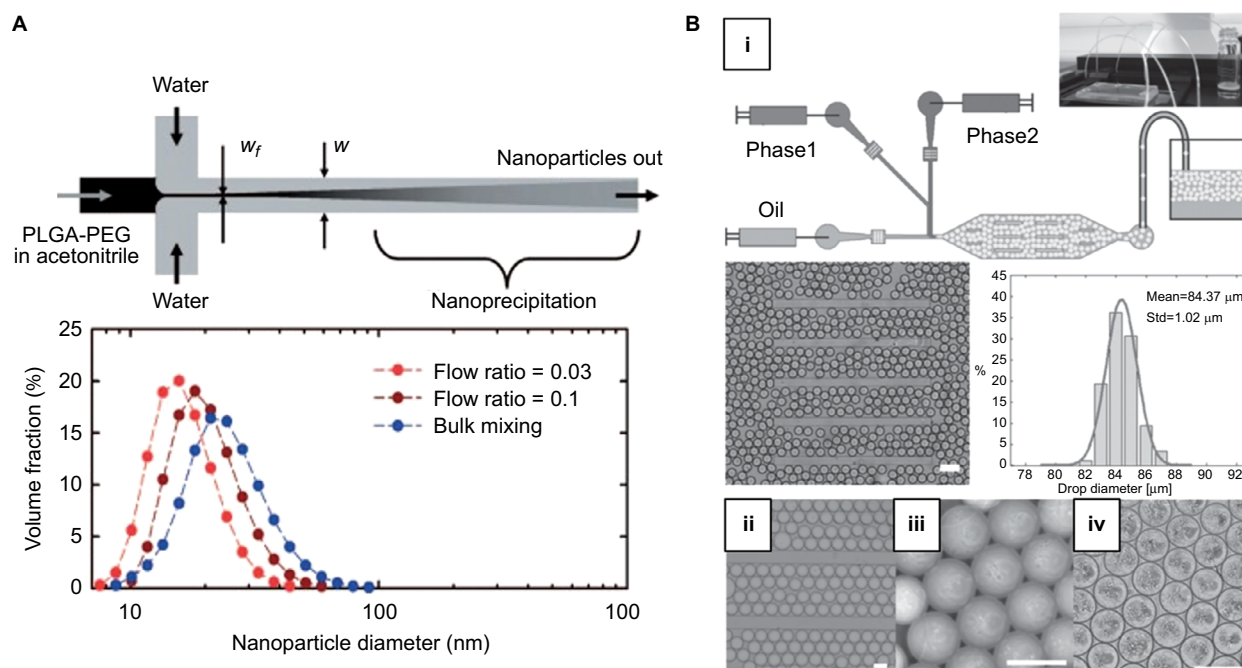 A
Water
w_f
w
Nanoparticles out
PLGA-PEG
in acetonitrile
Water
Nanoprecipitation
25
20
15
10
5
0
Volume fraction (%)
Flow ratio = 0.03
Flow ratio = 0.1
Bulk mixing
10
100
100
Nanoparticle diameter (nm)
B
i
Phase1
Phase2
Oil
45
40
35
30
25
20
15
10
5
0
%
Mean=84.37 μm
Std=1.02 μm
78 80 82 84 86 88 90 92
Drop diameter [μm]
ii
iii
iv